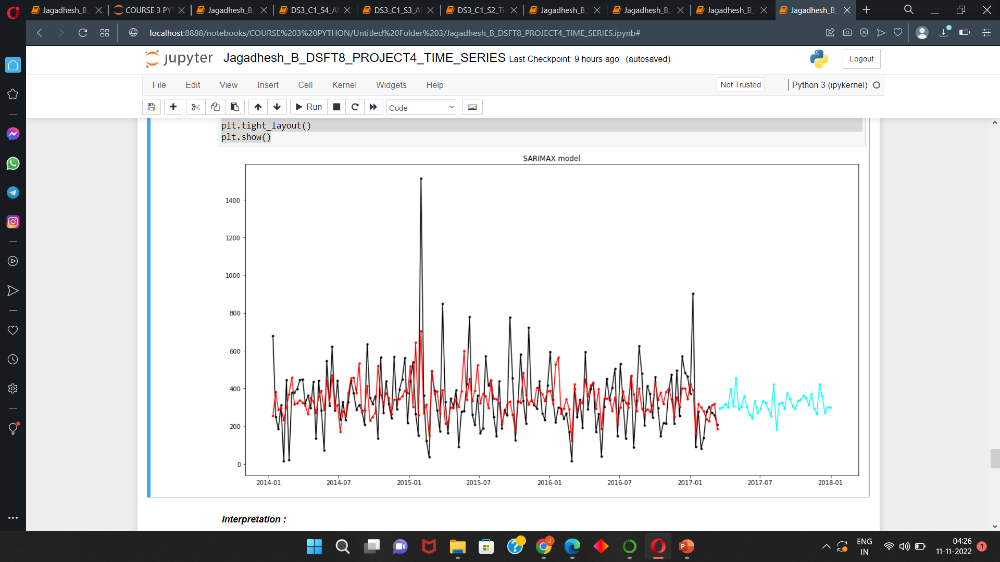 Jagadhesh_B_
COURSE 3 PY
Jagadhesh_B_
DS3_C1_S4_A
DS3_C1_S3_A
DS3_C1_S2_Ti
Jagadhesh_B_
Jagadhesh_B_
Jagadhesh_B_
Jagadhesh_B_
localhost:8888/notebooks/COURSE%203%20PYTHON/Untitled%20Folder%203/Jagadhesh_B_DSFT8_PROJECT4_TIME_SERIES.ipynb#
jupyter Jagadhesh_B_DSFT8_PROJECT4_TIME_SERIES Last Checkpoint: 9 hours ago (autosaved)
Logout
File Edit View Insert Cell Kernel Widgets Help
Not Trusted
Python 3 (ipykernel)
Run
Code
plt.tight_layout()
plt.show()
SARIMAX model
1400
1200
1000
800
600
400
200
0
2014-01 2014-07 2015-01 2015-07 2016-01 2016-07 2017-01 2017-07 2018-01
Interpretation :
J
P
ENG
IN
04:26
11-11-2022
1